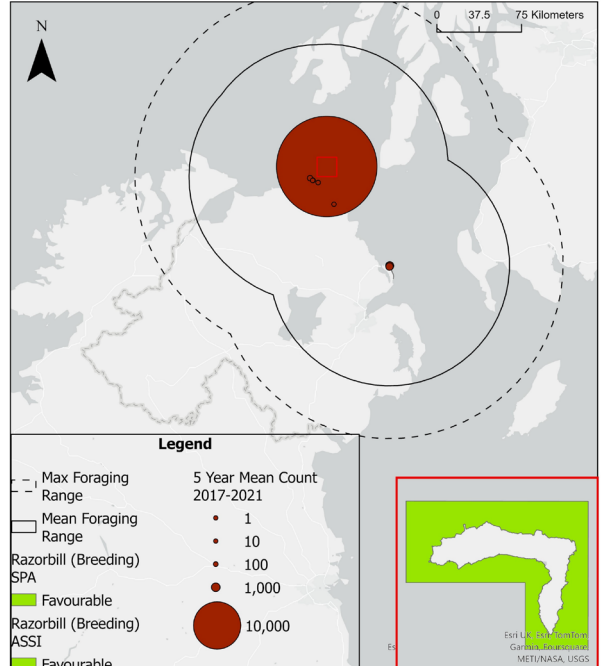 N
0 37.5 75 Kilometers
Legend
Max Foraging
Range
Mean Foraging
Range
Razorbill (Breeding)
SPA
Favourable
Razorbill (Breeding)
ASSI
Favourable
5 Year Mean Count
2017-2021
1
10
100
1,000
10,000
Es
Esri UK, Esri, TomTom
Garmin, Foursquare
METI/NASA, USGS